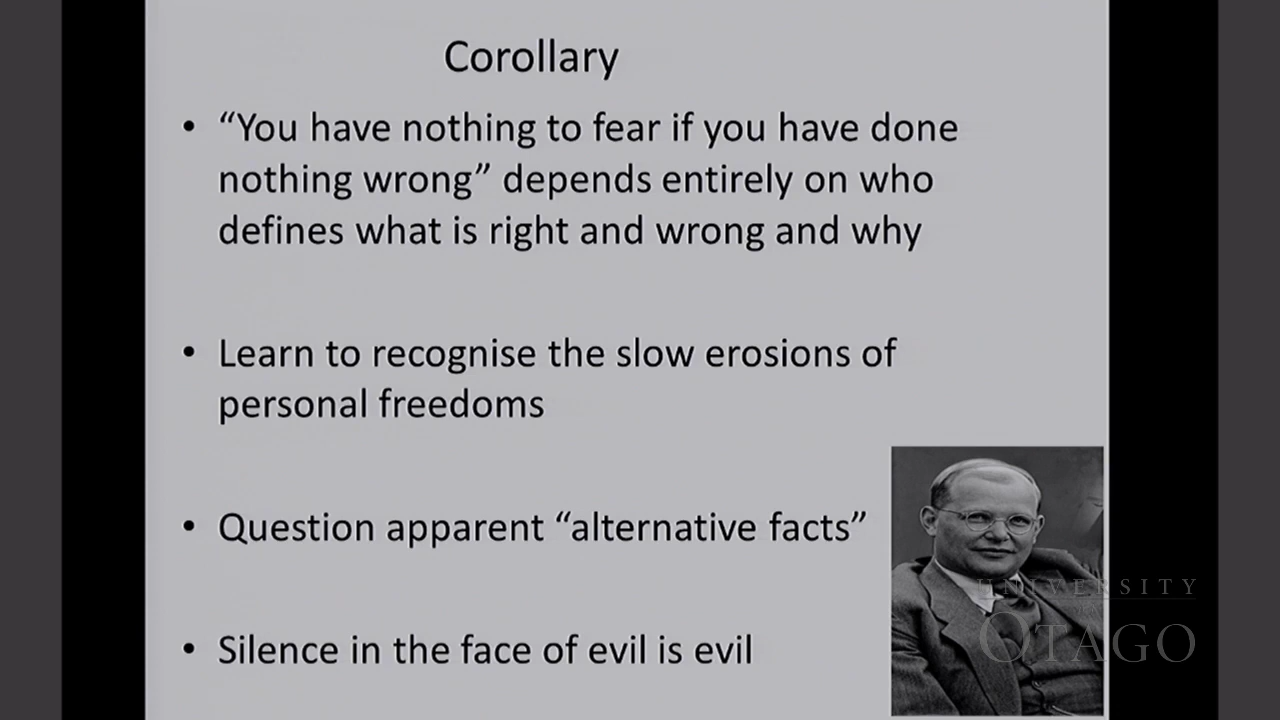 Corollary
• “You have nothing to fear if you have done
nothing wrong” depends entirely on who
defines what is right and wrong and why
• Learn to recognise the slow erosions of
personal freedoms
• Question apparent “alternative facts”
• Silence in the face of evil is evil
UNIVERSITY
OTAGO